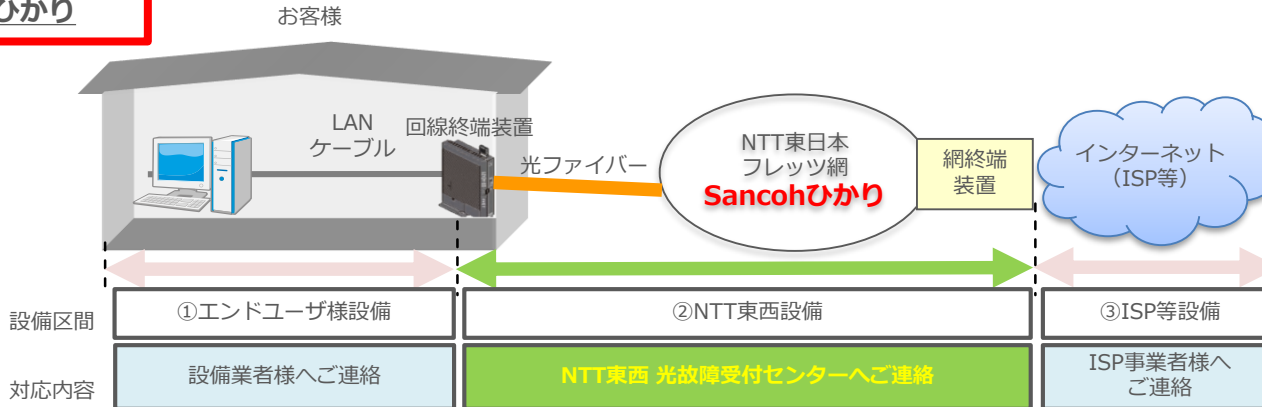 ひかり
お客様
LAN
ケーブル
回線終端装置
光ファイバー
NTT東日本
フレッツ網
Sancohひかり
網終端
装置
インターネット
（ISP等）
設備区間
①エンドユーザ様設備
②NTT東西設備
③ISP等設備
対応内容
設備業者様へご連絡
NTT東西 光故障受付センターへご連絡
ISP事業者様へ
ご連絡